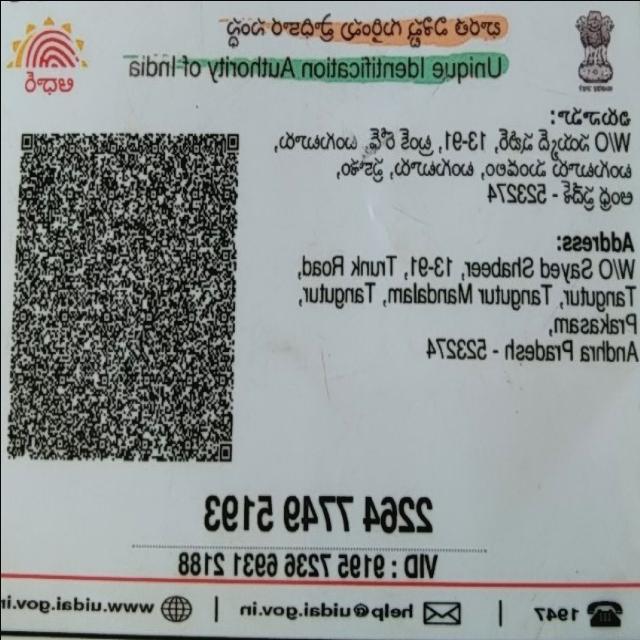 భారత విశిష్ట గుర్తింపు ప్రాధికార సంస్థ
Unique Identification Authority of India
ఆధార్
చిరునామా:
W/O సయ్యద్ షబీర్, 13-91, ట్రంక్ రోడ్డు, టంగుటూరు,
టంగుటూరు మండలం, టంగుటూరు, ప్రకాశం,
ఆంధ్ర ప్రదేశ్ - 523274
Address:
W/O Sayed Shabeer, 13-91, Trunk Road,
Tangutur, Tangutur Mandalam, Tangutur,
Prakasam,
Andhra Pradesh - 523274
2264 7749 5193
VID : 9195 7236 6931 2188
1947 | help@uidai.gov.in | www.uidai.gov.in